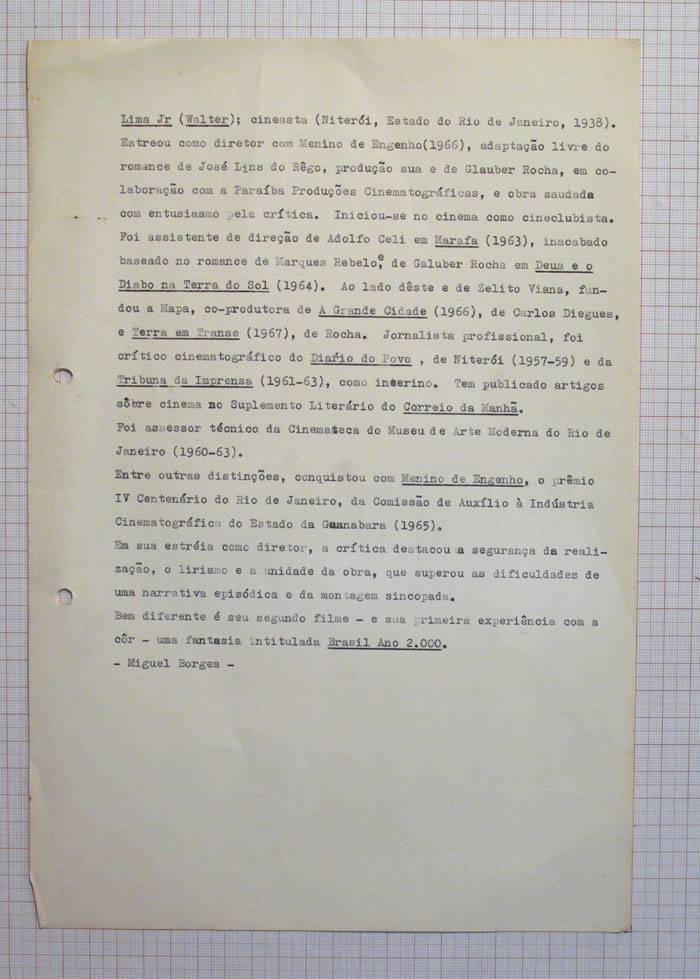 Lima Jr (Walter); cineasta (Niterói, Estado do Rio de Janeiro, 1938).
Estreou como diretor com Menino de Engenho(1966), adaptação livre do
romance de José Lins do Rêgo, produção sua e de Glauber Rocha, em co-
laboração com a Paraíba Produções Cinematográficas, e obra saudada
com entusiasmo pela crítica. Iniciou-se no cinema como cineclubista.
Foi assistente de direção de Adolfo Celi em Marafa (1963), inacabado
baseado no romance de Marques Rebelo, e de Galuber Rocha em Deus e o
Diabo na Terra do Sol (1964). Ao lado dêste e de Zelito Viana, fun-
dou a Mapa, co-produtora de A Grande Cidade (1966), de Carlos Diegues,
e Terra em Transe (1967), de Rocha. Jornalista profissional, foi
crítico cinematográfico do Diario do Povo , de Niterói (1957-59) e da
Tribuna da Imprensa (1961-63), como interino. Tem publicado artigos
sôbre cinema no Suplemento Literário do Correio da Manhã.
Foi assessor técnico da Cinemateca do Museu de Arte Moderna do Rio de
Janeiro (1960-63).
Entre outras distinções, conquistou com Menino de Engenho, o prêmio
IV Centenário do Rio de Janeiro, da Comissão de Auxílio à Indústria
Cinematográfica do Estado da Guanabara (1965).
Em sua estréia como diretor, a crítica destacou a segurança da reali-
zação, o lirismo e a unidade da obra, que superou as dificuldades de
uma narrativa episódica e da montagem sincopada.
Bem diferente é seu segundo filme - e sua primeira experiência com a
côr - uma fantasia intitulada Brasil Ano 2.000.
- Miguel Borges -